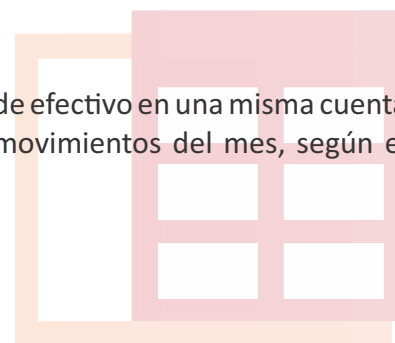 de efectivo en una misma cuenta
movimientos del mes, según e